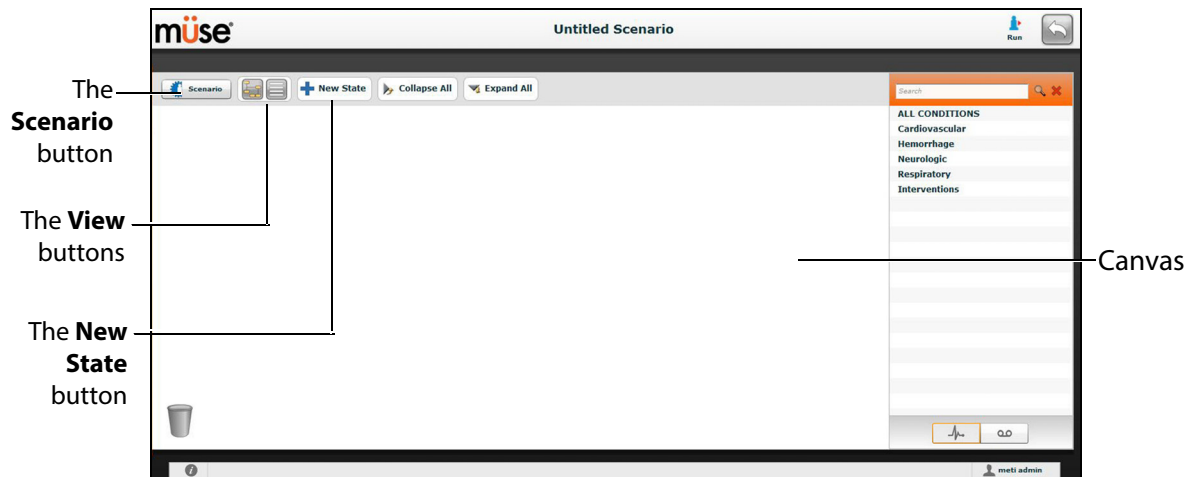 müse
Untitled Scenario
Run
The
Scenario
button
Scenario
New State
Collapse All
Expand All
Search
ALL CONDITIONS
Cardiovascular
Hemorrhage
Neurologic
Respiratory
Interventions
The View
buttons
Canvas
The New
State
button
meti admin